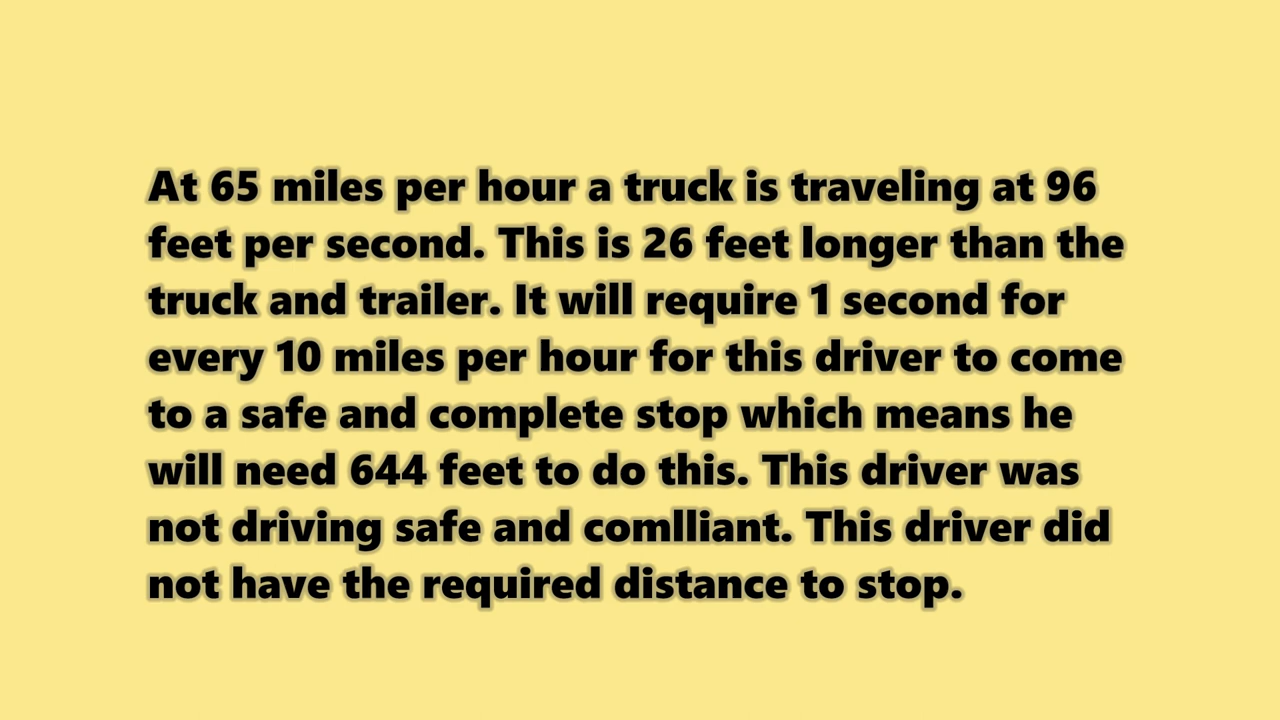 At 65 miles per hour a truck is traveling at 96
feet per second. This is 26 feet longer than the
truck and trailer. It will require 1 second for
every 10 miles per hour for this driver to come
to a safe and complete stop which means he
will need 644 feet to do this. This driver was
not driving safe and comlliant. This driver did
not have the required distance to stop.